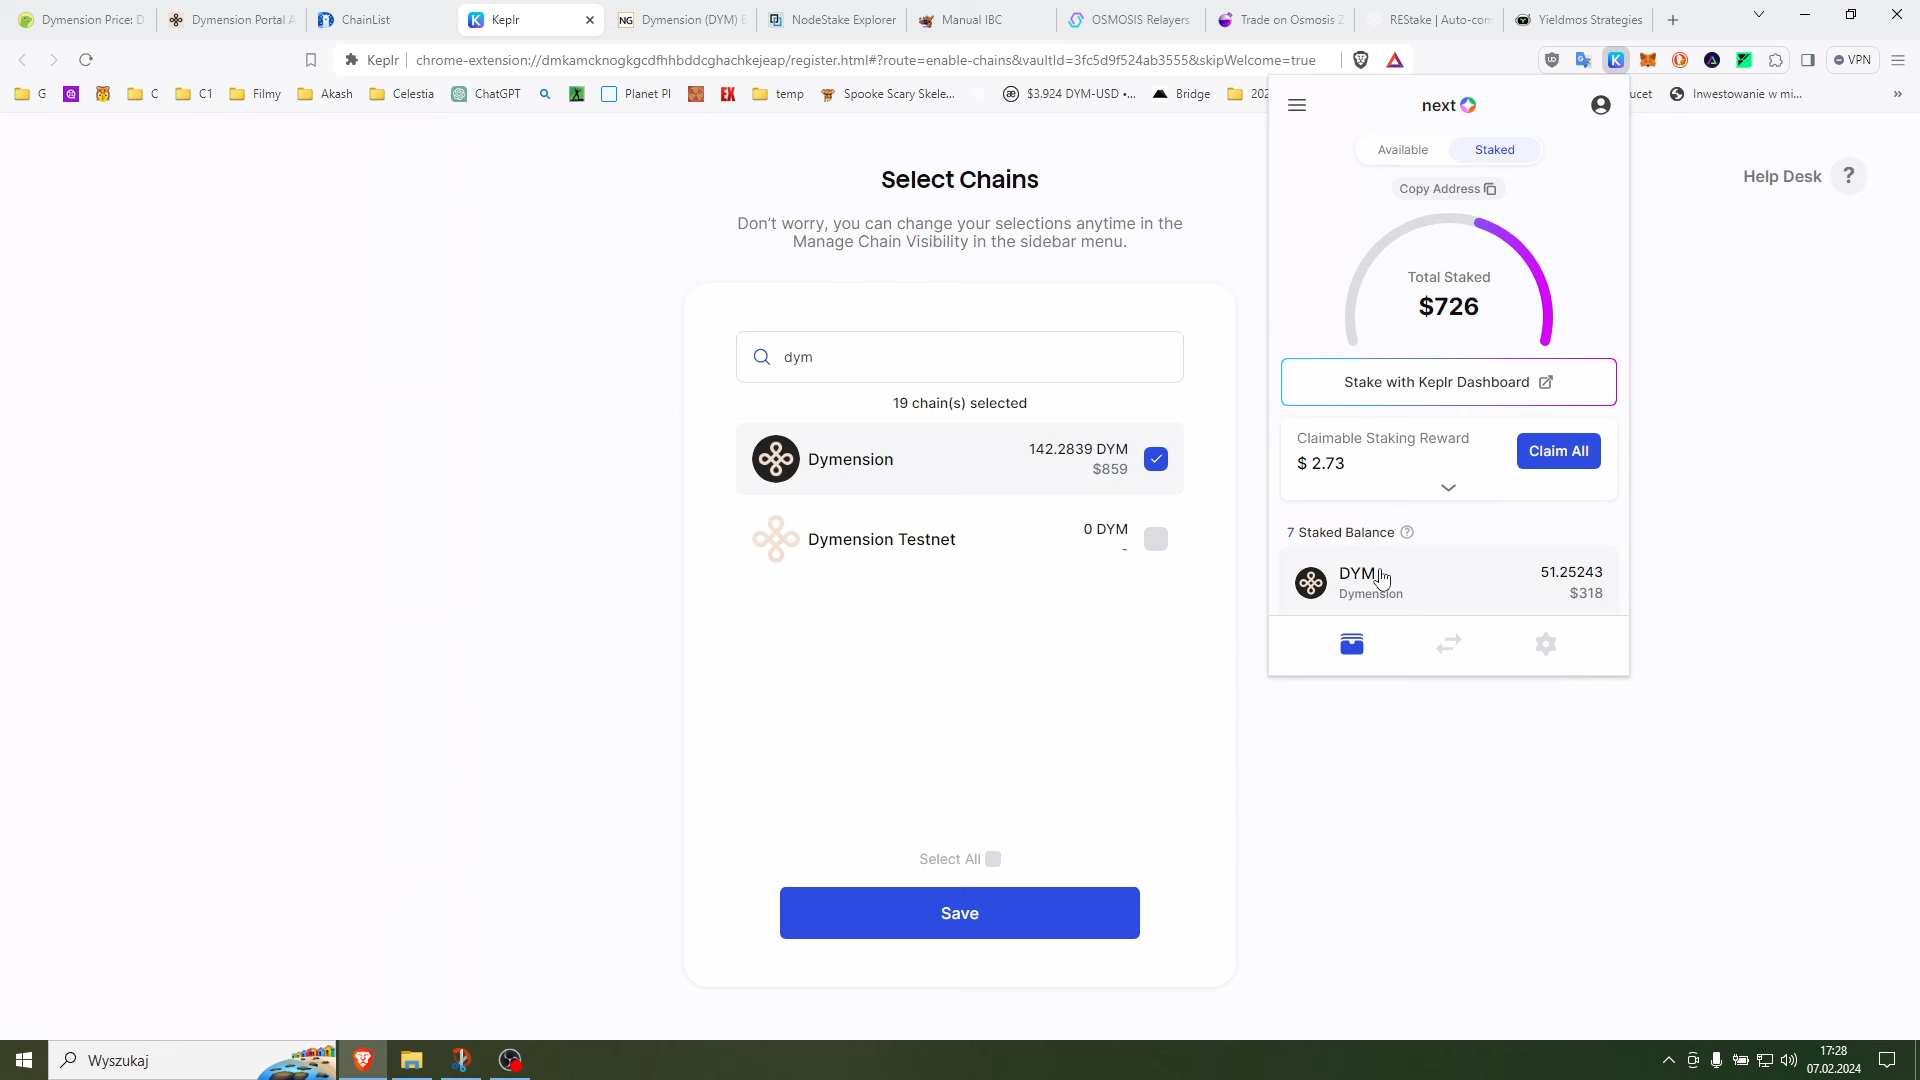 Dymension Price: D
Dymension Portal A
ChainList
Keplr
Dymension (DYM) E
NodeStake Explorer
Manual IBC
OSMOSIS Relayers
Trade on Osmosis Z
REStake | Auto-com
Yieldmos Strategies
Keplr
chrome-extension://dmkamcknogkgcdfhhbddcghachkejeap/register.html#?route=enable-chains&vaultId=3fc5d9f524ab3555&skipWelcome=true
VPN
G
C
C1
Filmy
Akash
Celestia
ChatGPT
Planet PI
EX
temp
Spooke Scary Skele...
$3.924 DYM-USD •...
Bridge
202
ucet
Inwestowanie w mi...
Select Chains
Don't worry, you can change your selections anytime in the
Manage Chain Visibility in the sidebar menu.
Help Desk ?
dym
19 chain(s) selected
Dymension
142.2839 DYM
$859
Dymension Testnet
0 DYM
-
Select All
Save
next
Available
Staked
Copy Address
Total Staked
$726
Stake with Keplr Dashboard
Claimable Staking Reward
$ 2.73
Claim All
7 Staked Balance
DYM
Dymension
51.25243
$318
Wyszukaj
17:28
07.02.2024